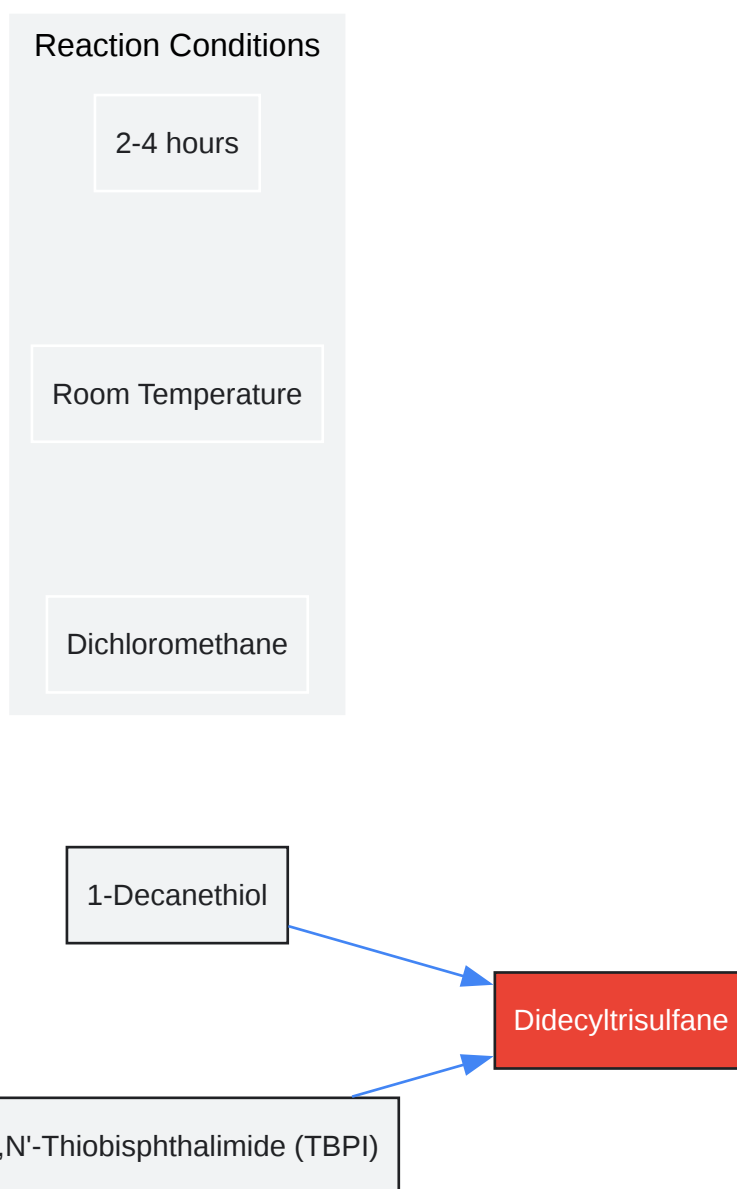 Reaction Conditions
2-4 hours
Room Temperature
Dichloromethane
1-Decanethiol
Didecyltrisulfane
,N'-Thiobisphthalimide (TBPI)